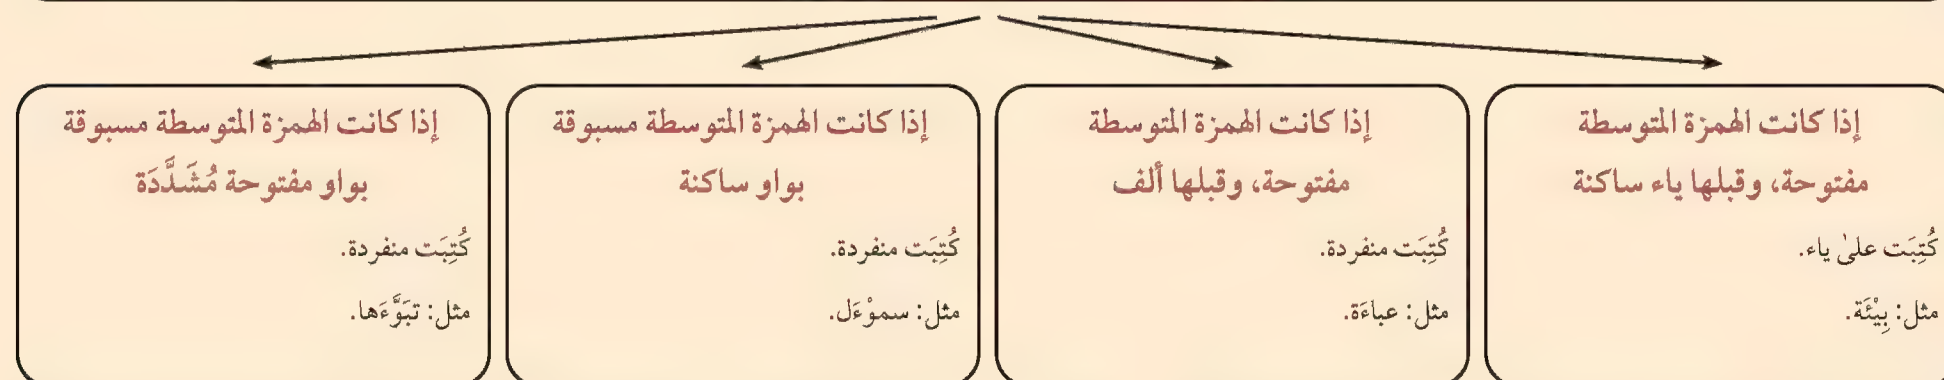 إذا كانت الهمزة المتوسطة
مفتوحة، وقبلها ياء ساكنة
كُتِبَت علىٰ ياء.
مثل: بِيْئَة.
إذا كانت الهمزة المتوسطة
مفتوحة، وقبلها ألف
كُتِبَت منفردة.
مثل: عباءَة.
إذا كانت الهمزة المتوسطة مسبوقة
بواو ساكنة
كُتِبَت منفردة.
مثل: سموْءَل.
إذا كانت الهمزة المتوسطة مسبوقة
بواو مفتوحة مُشَدَّدَة
كُتِبَت منفردة.
مثل: تبَوَّءَها.